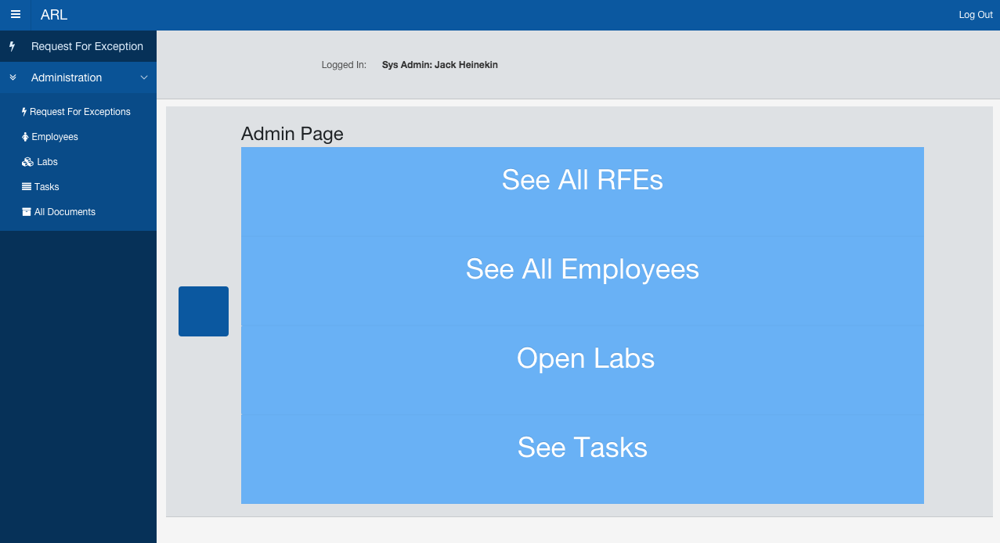 ARL
Log Out
Request For Exception
Administration
Request For Exceptions
Employees
Labs
Tasks
All Documents
Logged In: Sys Admin: Jack Heinekin
Admin Page
See All RFEs
See All Employees
Open Labs
See Tasks